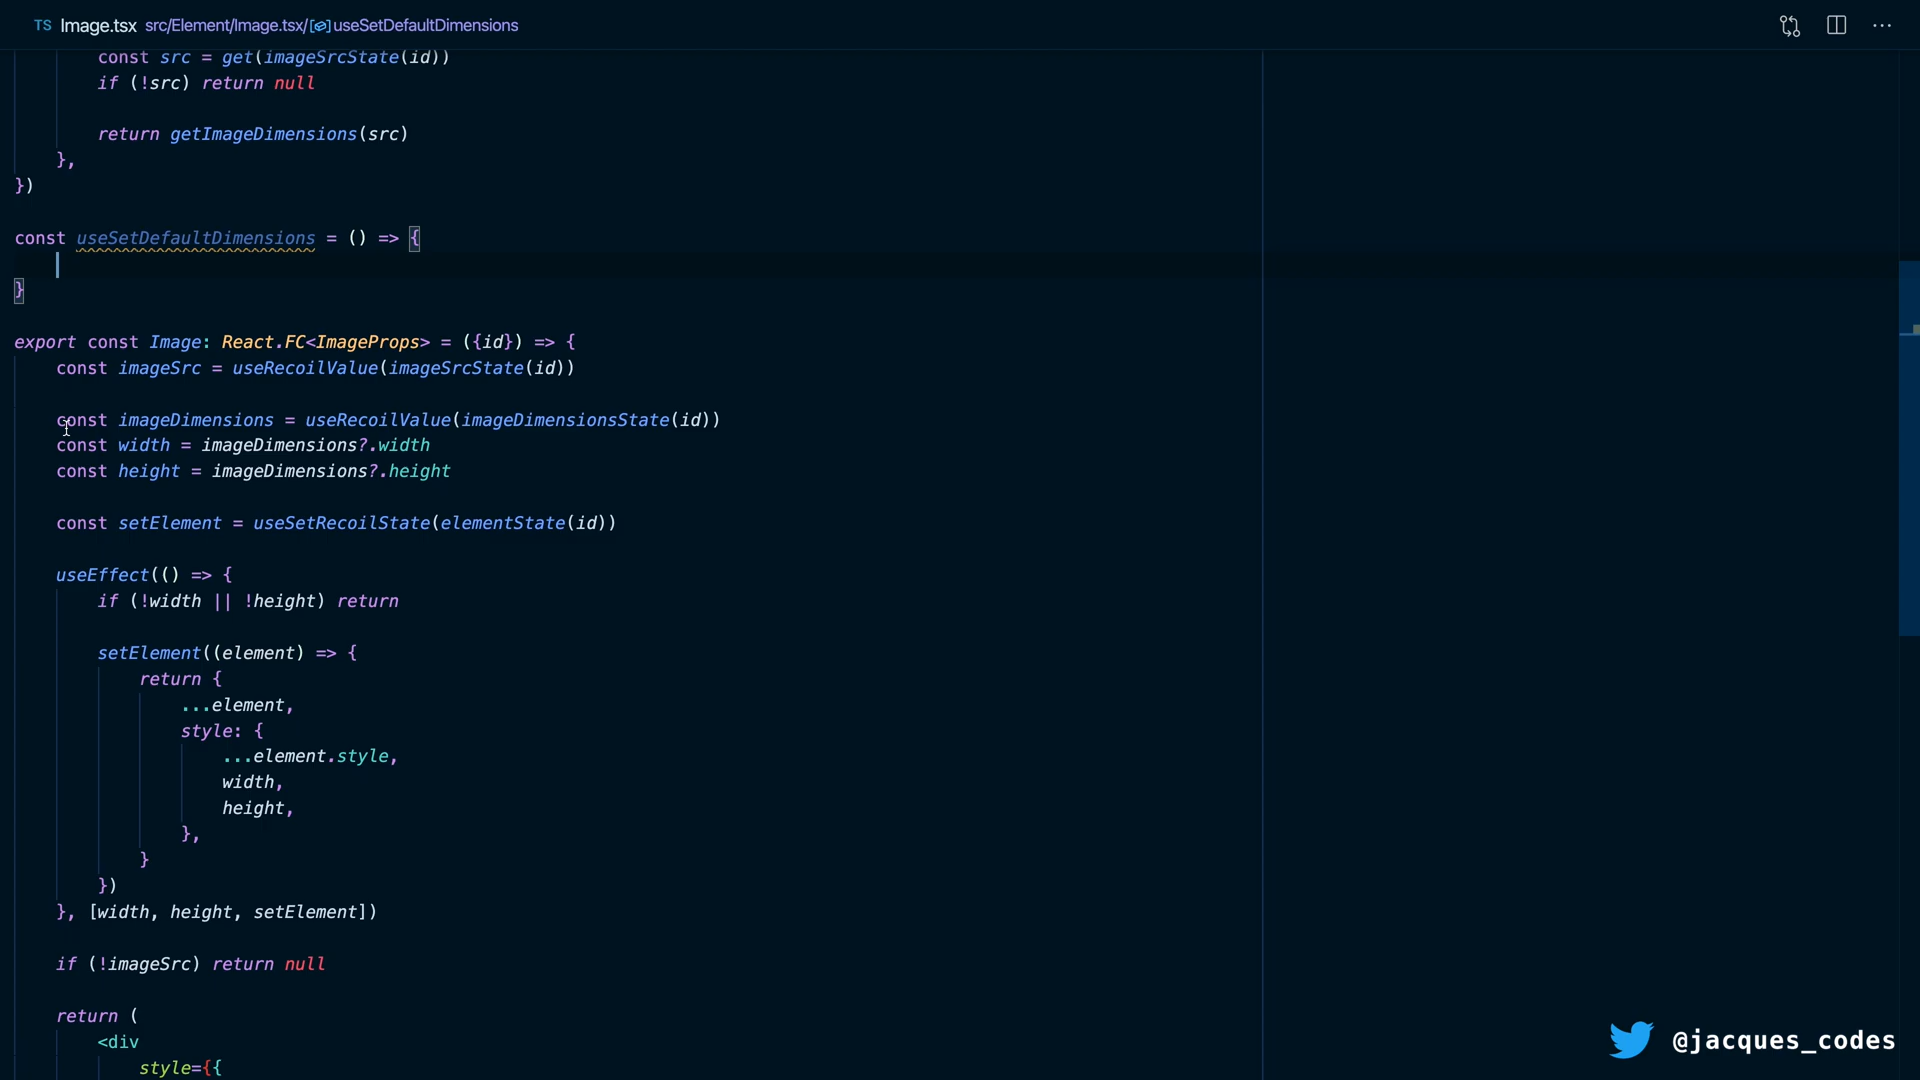 TS Image.tsx src/Element/Image.tsx/useSetDefaultDimensions
const src = get(imageSrcState(id))
if (!src) return null
return getImageDimensions(src)
},
})
const useSetDefaultDimensions = () => {
}
export const Image: React.FC<ImageProps> = ({id}) => {
const imageSrc = useRecoilValue(imageSrcState(id))
const imageDimensions = useRecoilValue(imageDimensionsState(id))
const width = imageDimensions?.width
const height = imageDimensions?.height
const setElement = useSetRecoilState(elementState(id))
useEffect(() => {
if (!width || !height) return
setElement((element) => {
return {
...element,
style: {
...element.style,
width,
height,
},
}
})
}, [width, height, setElement])
if (!imageSrc) return null
return (
<div
style={{
@jacques_codes